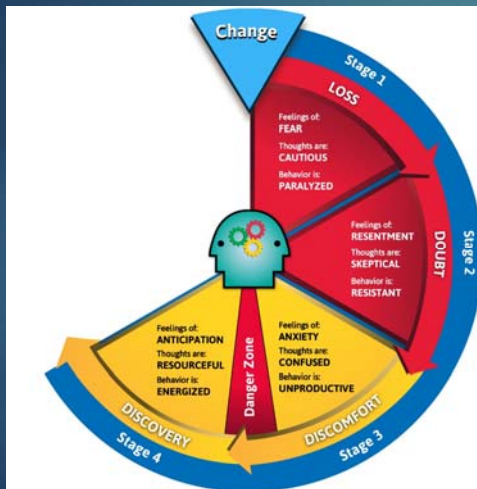 Change
Stage 1
LOSS
Feelings of:
FEAR
Thoughts are:
CAUTIOUS
Behavior is:
PARALYZED
Stage 2
DOUBT
Feelings of:
RESENTMENT
Thoughts are:
SKEPTICAL
Behavior is:
RESISTANT
Feelings of:
ANXIETY
Thoughts are:
CONFUSED
Behavior is:
UNPRODUCTIVE
DISCOMFORT
Stage 3
Danger Zone
Feelings of:
ANTICIPATION
Thoughts are:
RESOURCEFUL
Behavior is:
ENERGIZED
DISCOVERY
Stage 4